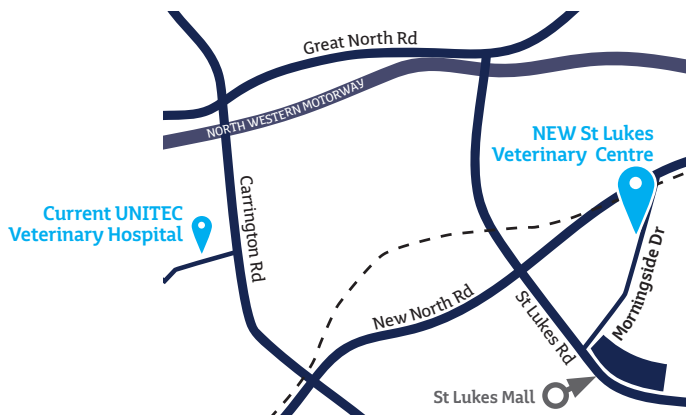 Great North Rd
NORTH WESTERN MOTORWAY
NEW St Lukes
Veterinary Centre
Carrington Rd
Current UNITEC
Veterinary Hospital
Morningside Dr
New North Rd
St Lukes Rd
St Lukes Mall